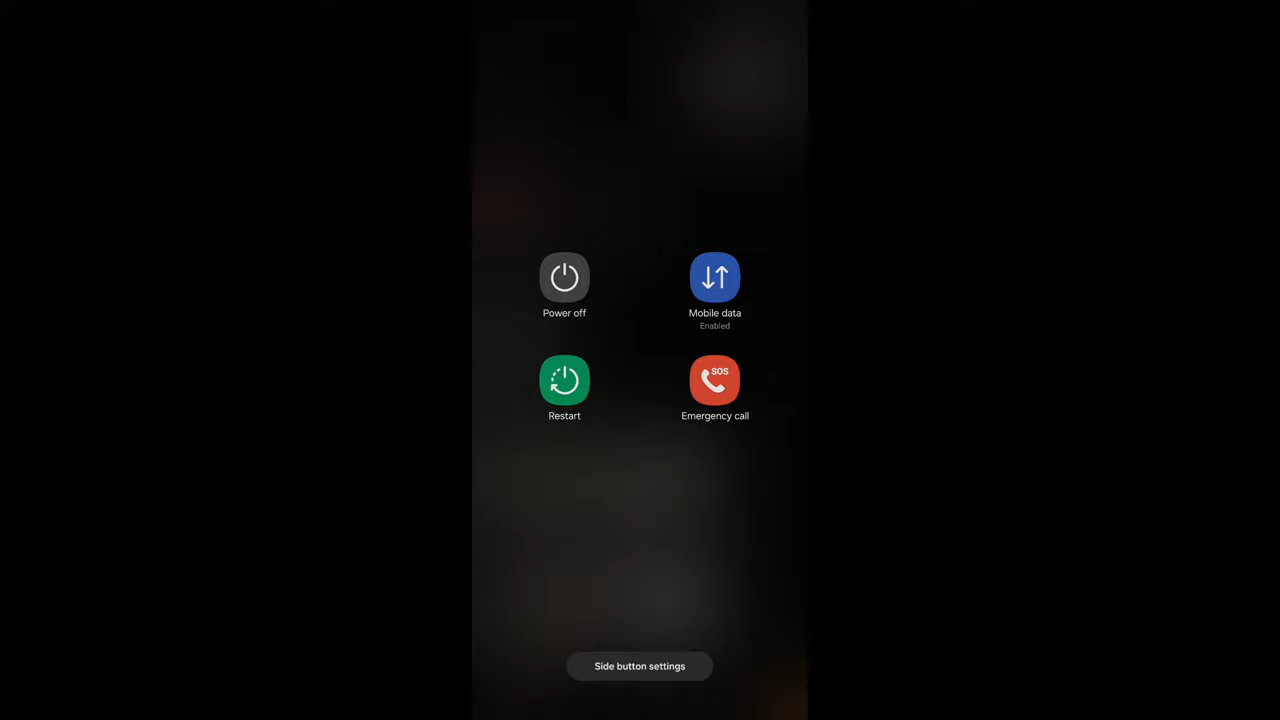 Power off
Mobile data
Enabled
Restart
SOS
Emergency call
Side button settings